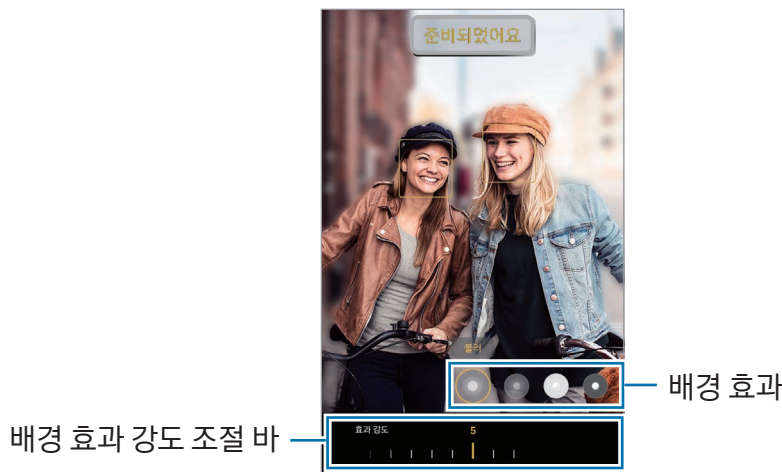 준비되었어요
블러
배경 효과
효과 강도
5
배경 효과 강도 조절 바